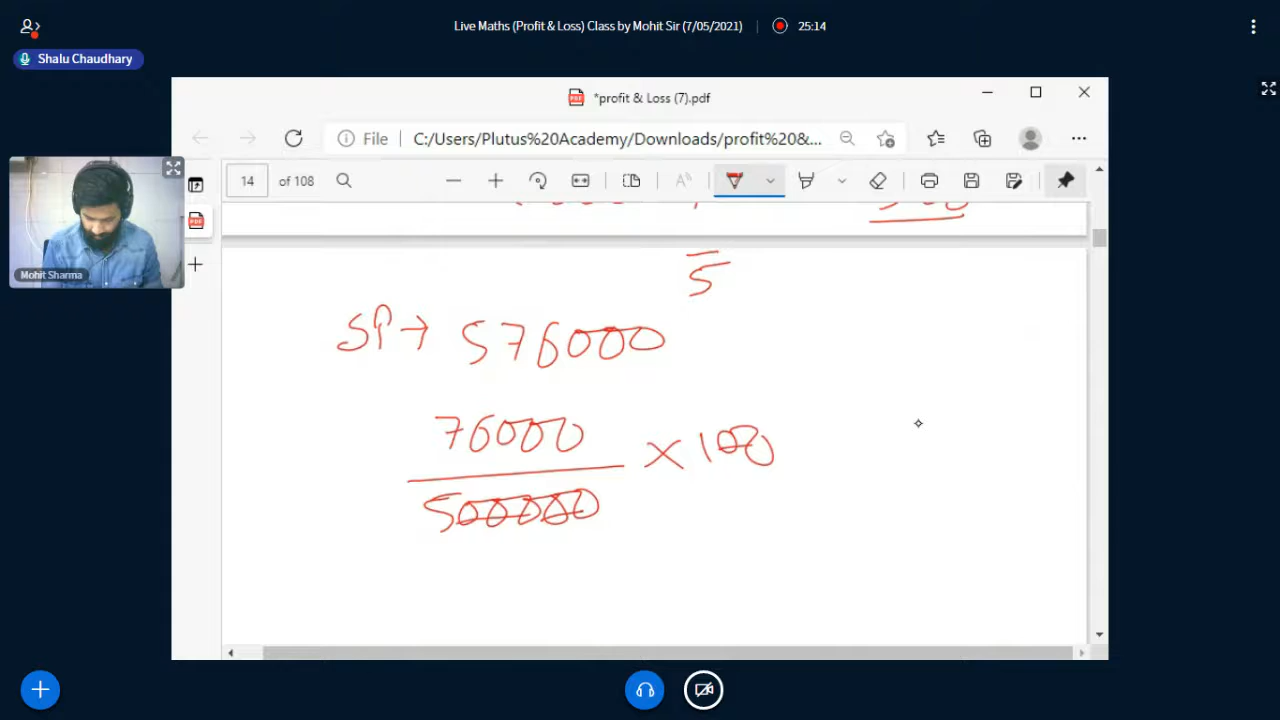 Live Maths (Profit & Loss) Class by Mohit Sir (7/05/2021) 25:14
Shalu Chaudhary
*profit & Loss (7).pdf
File C:/Users/Plutus%20Academy/Downloads/profit%20&...
14 of 108
Mohit Sharma
5
SP → 576000
76000
500000
× 100